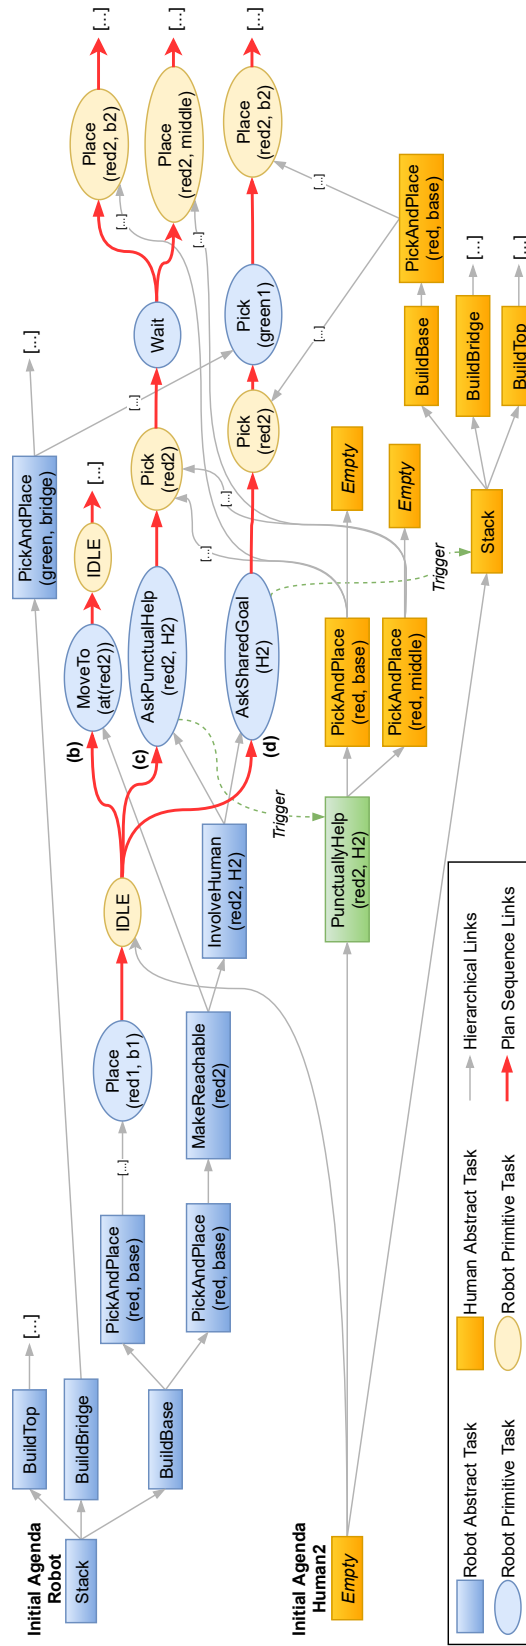 Initial Agenda
Robot
Stack
BuildTop
[...]
BuildBridge
BuildBase
PickAndPlace
(green, bridge)
[...]
[...]
PickAndPlace
(red, base)
[...]
PickAndPlace
(red, base)
Place
(red1, b1)
IDLE
MakeReachable
(red2)
InvolveHuman
(red2, H2)
(b)
MoveTo
(at(red2))
IDLE
[...]
(c)
AskPunctualHelp
(red2, H2)
Pick
(red2)
Wait
Place
(red2, b2)
[...]
Place
(red2, middle)
[...]
(d)
AskSharedGoal
(H2)
Pick
(red2)
Pick
(green1)
Place
(red2, b2)
[...]
[...]
[...]
[...]
[...]
[...]
[...]
Trigger
Trigger
Initial Agenda
Human2
Empty
PunctuallyHelp
(red2, H2)
PickAndPlace
(red, base)
Empty
PickAndPlace
(red, middle)
Empty
Stack
BuildBase
PickAndPlace
(red, base)
BuildBridge
[...]
BuildTop
[...]
Robot Abstract Task
Human Abstract Task
Hierarchical Links
Robot Primitive Task
Robot Primitive Task
Plan Sequence Links